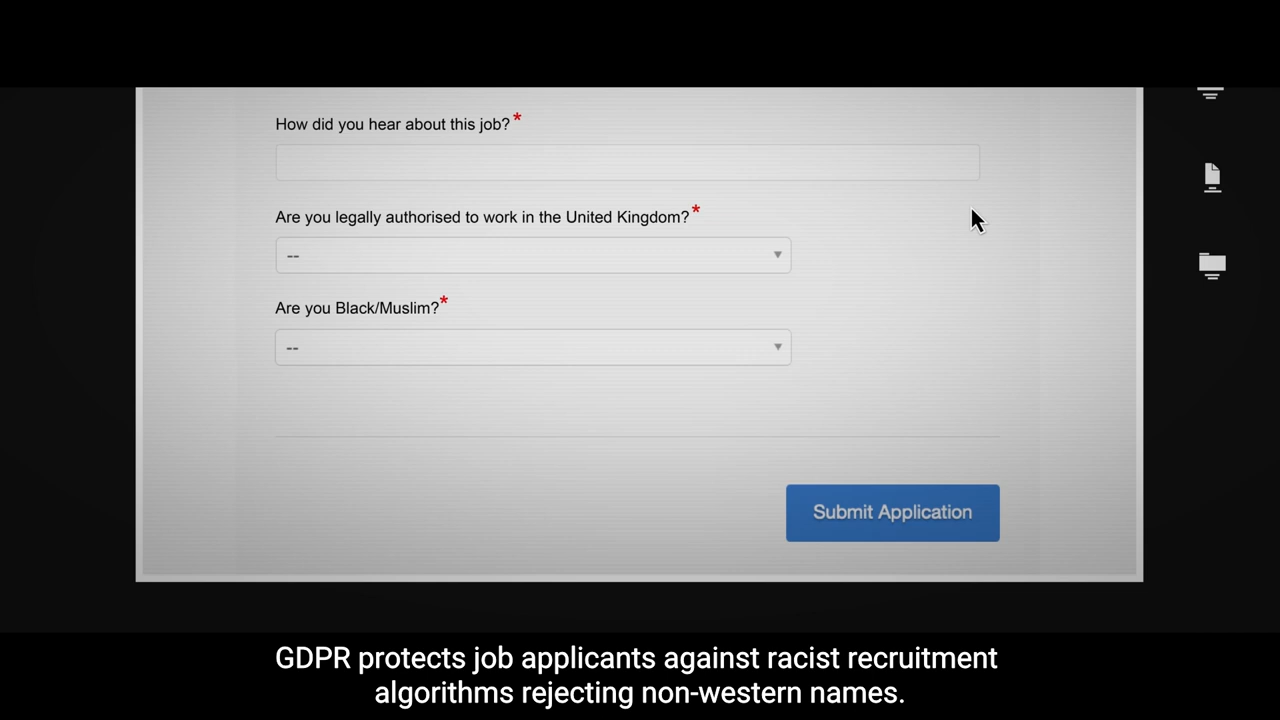 How did you hear about this job?*
Are you legally authorised to work in the United Kingdom?*
--
Are you Black/Muslim?*
--
Submit Application
GDPR protects job applicants against racist recruitment
algorithms rejecting non-western names.